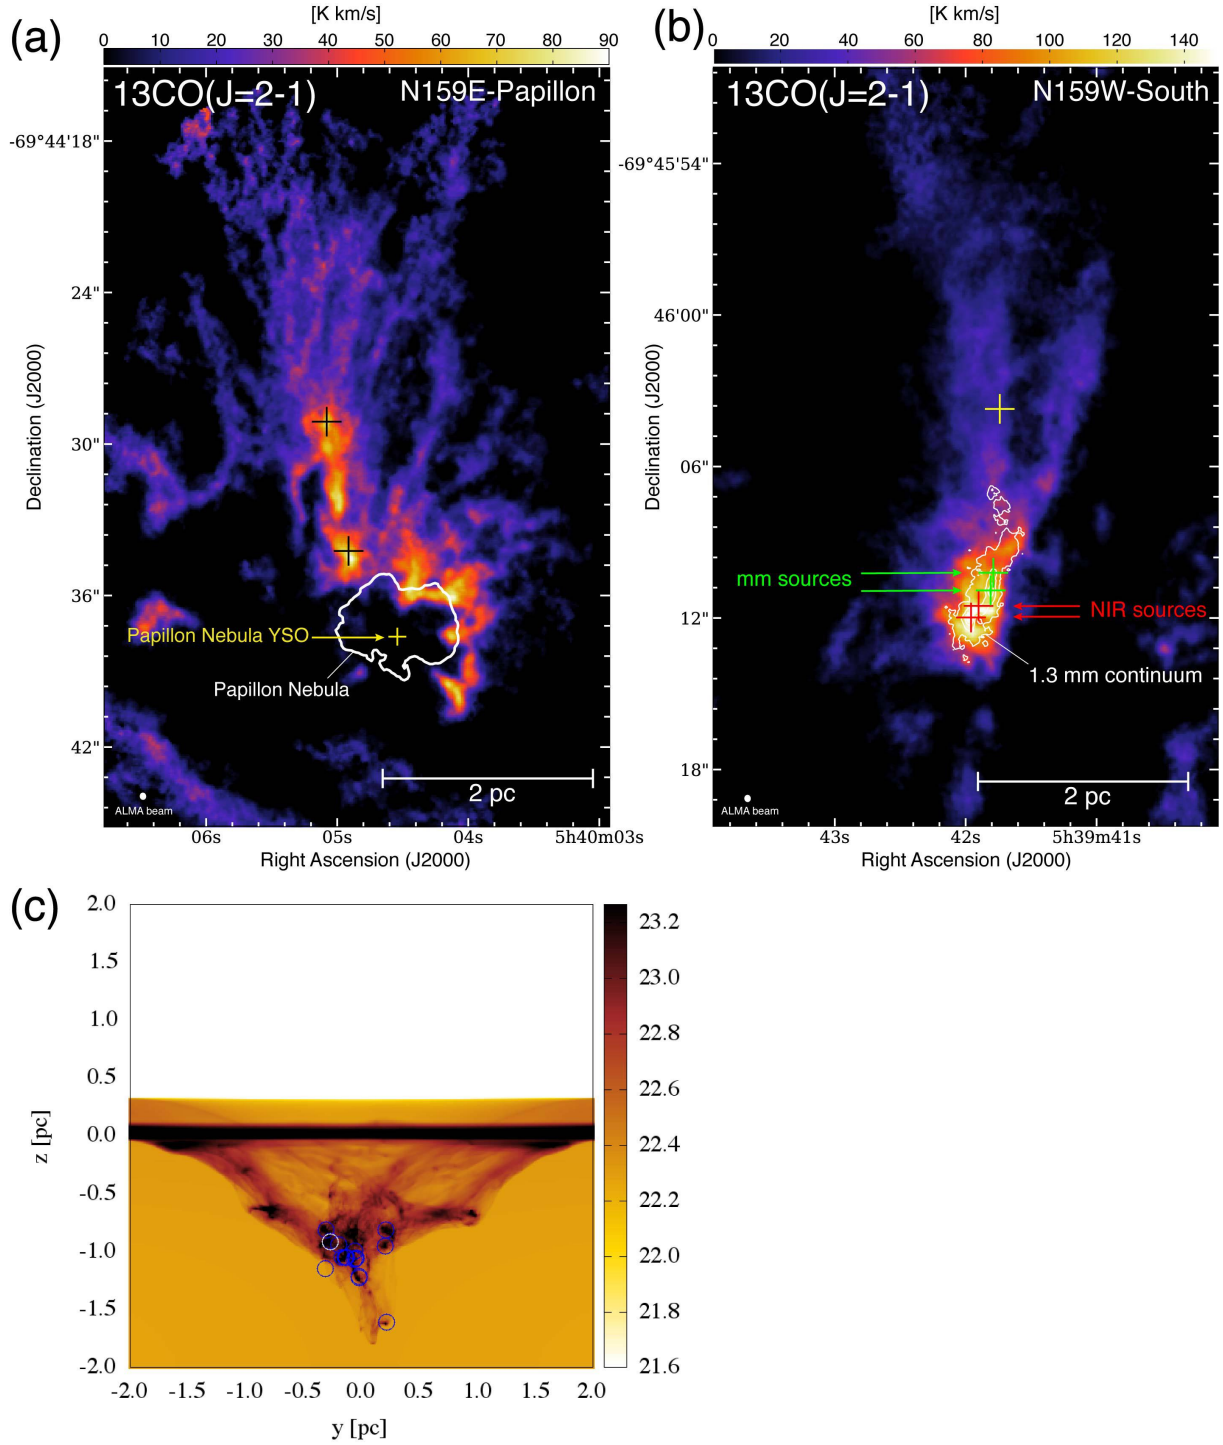 (a)
[K km/s]
0 10 20 30 40 50 60 70 80 90
13CO(J=2-1) N159E-Papillon
-69°44'18"
24"
30"
36"
42"
Declination (J2000)
Papillon Nebula YSO
Papillon Nebula
2 pc
ALMA beam
06s 05s 04s 5h40m03s
Right Ascension (J2000)
(b)
[K km/s]
0 20 40 60 80 100 120 140
13CO(J=2-1) N159W-South
-69°45'54"
46'00"
06"
12"
18"
Declination (J2000)
mm sources
NIR sources
1.3 mm continuum
2 pc
ALMA beam
43s 42s 5h39m41s
Right Ascension (J2000)
(c)
2.0
1.5
1.0
0.5
0.0
-0.5
-1.0
-1.5
-2.0
z [pc]
-2.0 -1.5 -1.0 -0.5 0.0 0.5 1.0 1.5 2.0
y [pc]
23.2
23.0
22.8
22.6
22.4
22.2
22.0
21.8
21.6